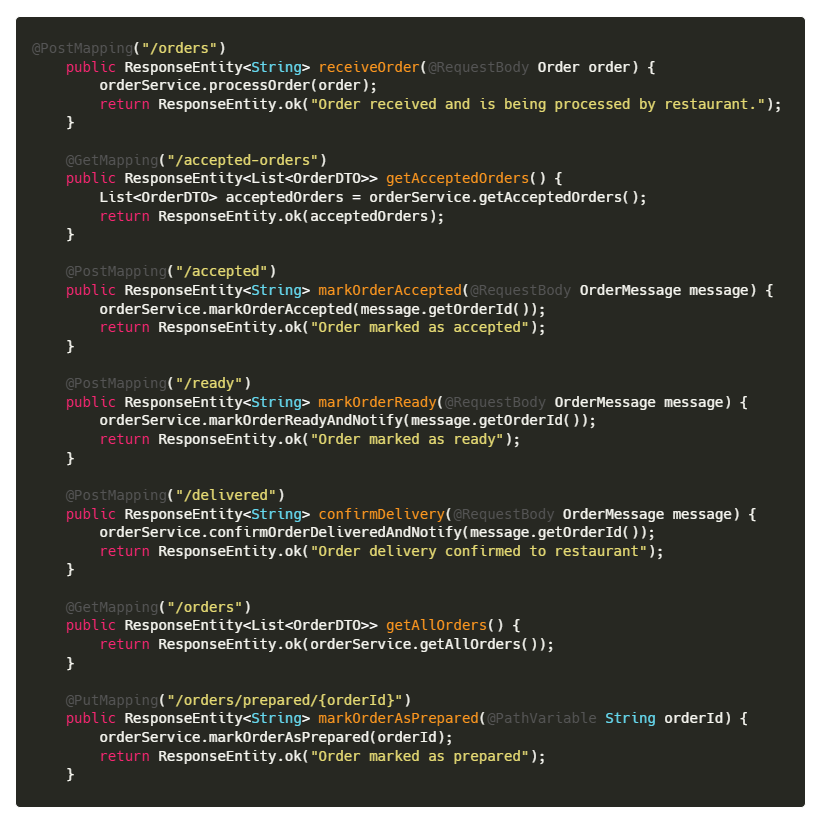 @PostMapping("/orders")
    public ResponseEntity<String> receiveOrder(@RequestBody Order order) {
        orderService.processOrder(order);
        return ResponseEntity.ok("Order received and is being processed by restaurant.");
    }

    @GetMapping("/accepted-orders")
    public ResponseEntity<List<OrderDTO>> getAcceptedOrders() {
        List<OrderDTO> acceptedOrders = orderService.getAcceptedOrders();
        return ResponseEntity.ok(acceptedOrders);
    }

    @PostMapping("/accepted")
    public ResponseEntity<String> markOrderAccepted(@RequestBody OrderMessage message) {
        orderService.markOrderAccepted(message.getOrderId());
        return ResponseEntity.ok("Order marked as accepted");
    }

    @PostMapping("/ready")
    public ResponseEntity<String> markOrderReady(@RequestBody OrderMessage message) {
        orderService.markOrderReadyAndNotify(message.getOrderId());
        return ResponseEntity.ok("Order marked as ready");
    }

    @PostMapping("/delivered")
    public ResponseEntity<String> confirmDelivery(@RequestBody OrderMessage message) {
        orderService.confirmOrderDeliveredAndNotify(message.getOrderId());
        return ResponseEntity.ok("Order delivery confirmed to restaurant");
    }

    @GetMapping("/orders")
    public ResponseEntity<List<OrderDTO>> getAllOrders() {
        return ResponseEntity.ok(orderService.getAllOrders());
    }

    @PutMapping("/orders/prepared/{orderId}")
    public ResponseEntity<String> markOrderAsPrepared(@PathVariable String orderId) {
        orderService.markOrderAsPrepared(orderId);
        return ResponseEntity.ok("Order marked as prepared");
    }